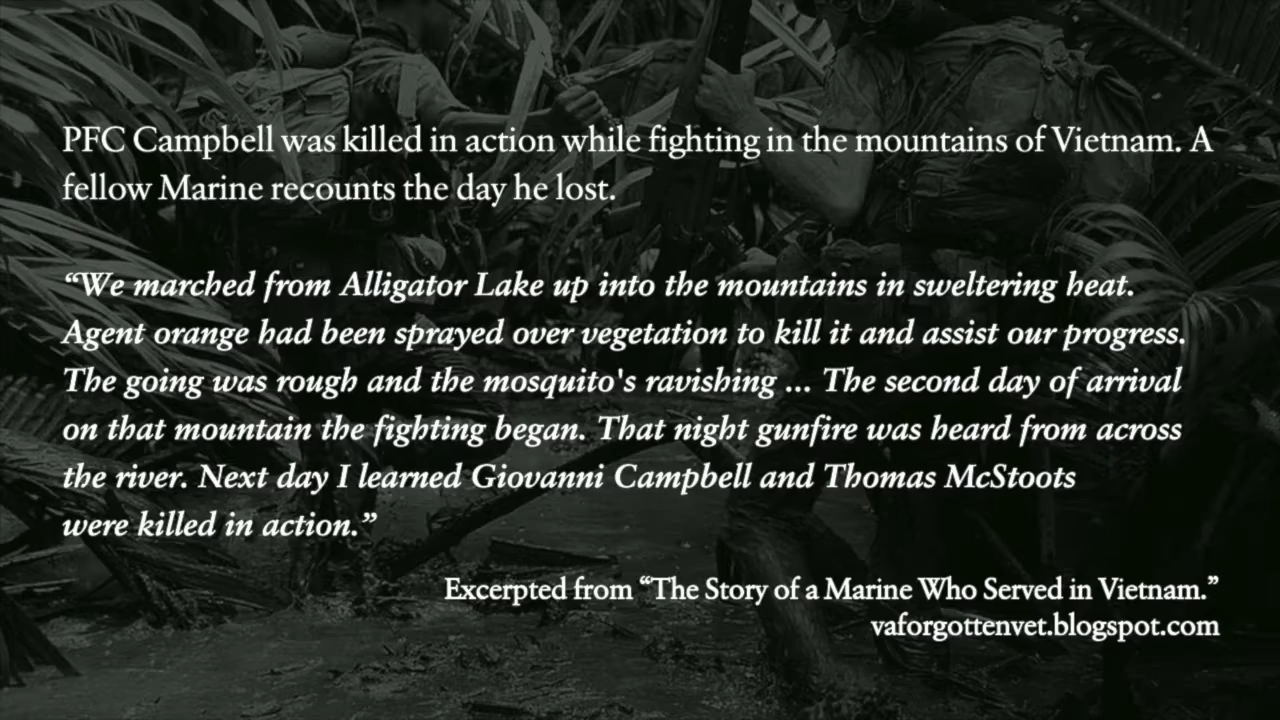 PFC Campbell was killed in action while fighting in the mountains of Vietnam. A
fellow Marine recounts the day he lost.
“We marched from Alligator Lake up into the mountains in sweltering heat.
Agent orange had been sprayed over vegetation to kill it and assist our progress.
The going was rough and the mosquito's ravishing ... The second day of arrival
on that mountain the fighting began. That night gunfire was heard from across
the river. Next day I learned Giovanni Campbell and Thomas McStoots
were killed in action.”
Excerpted from “The Story of a Marine Who Served in Vietnam.”
vaforgottenvet.blogspot.com